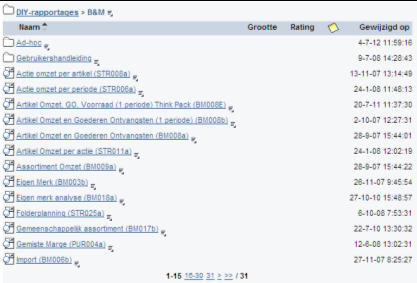 DIY-rapportages > B&M
Naam Grootte Rating Gewijzigd op
Ad-hoc 4-7-12 11:59:16
Gebruikershandleiding 9-7-08 14:28:43
Actie omzet per artikel (STR008a) 13-11-07 13:14:49
Actie omzet per periode (STR006a) 24-1-08 11:48:13
Artikel Omzet, GO, Voorraad (1 periode) Think Pack (BM008E) 20-7-11 11:37:30
Artikel Omzet en Goederen Ontvangsten (1 periode) (BM008b) 2-10-07 12:27:31
Artikel Omzet en Goederen Ontvangsten (BM008a) 28-9-07 15:44:01
Artikel Omzet per actie (STR011a) 24-1-08 12:02:19
Assortiment Omzet (BM009a) 28-9-07 15:44:22
Eigen Merk (BM003b) 26-11-07 9:45:54
Eigen merk analyse (BM018a) 27-10-10 15:48:57
Folderplanning (STR025a) 6-10-08 7:53:31
Gemeenschappelijk assortiment (BM017b) 22-7-10 13:30:32
Gemiste Marge (PUR004a) 12-6-08 13:02:31
Import (BM006b) 27-11-07 8:25:27
1-15 16-30 31 > >> / 31